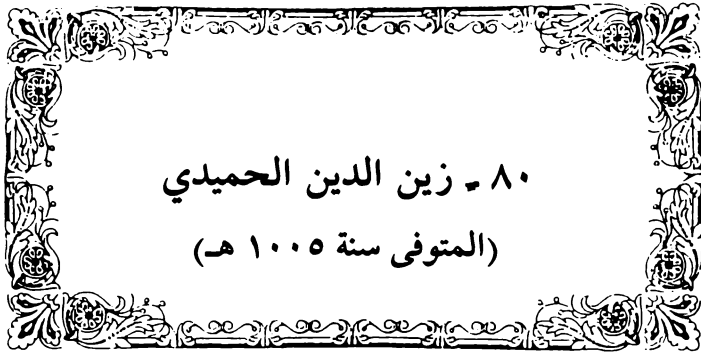 ٨٠ - زين الدين الحميدي
(المتوفى سنة ١٠٠٥ هـ)